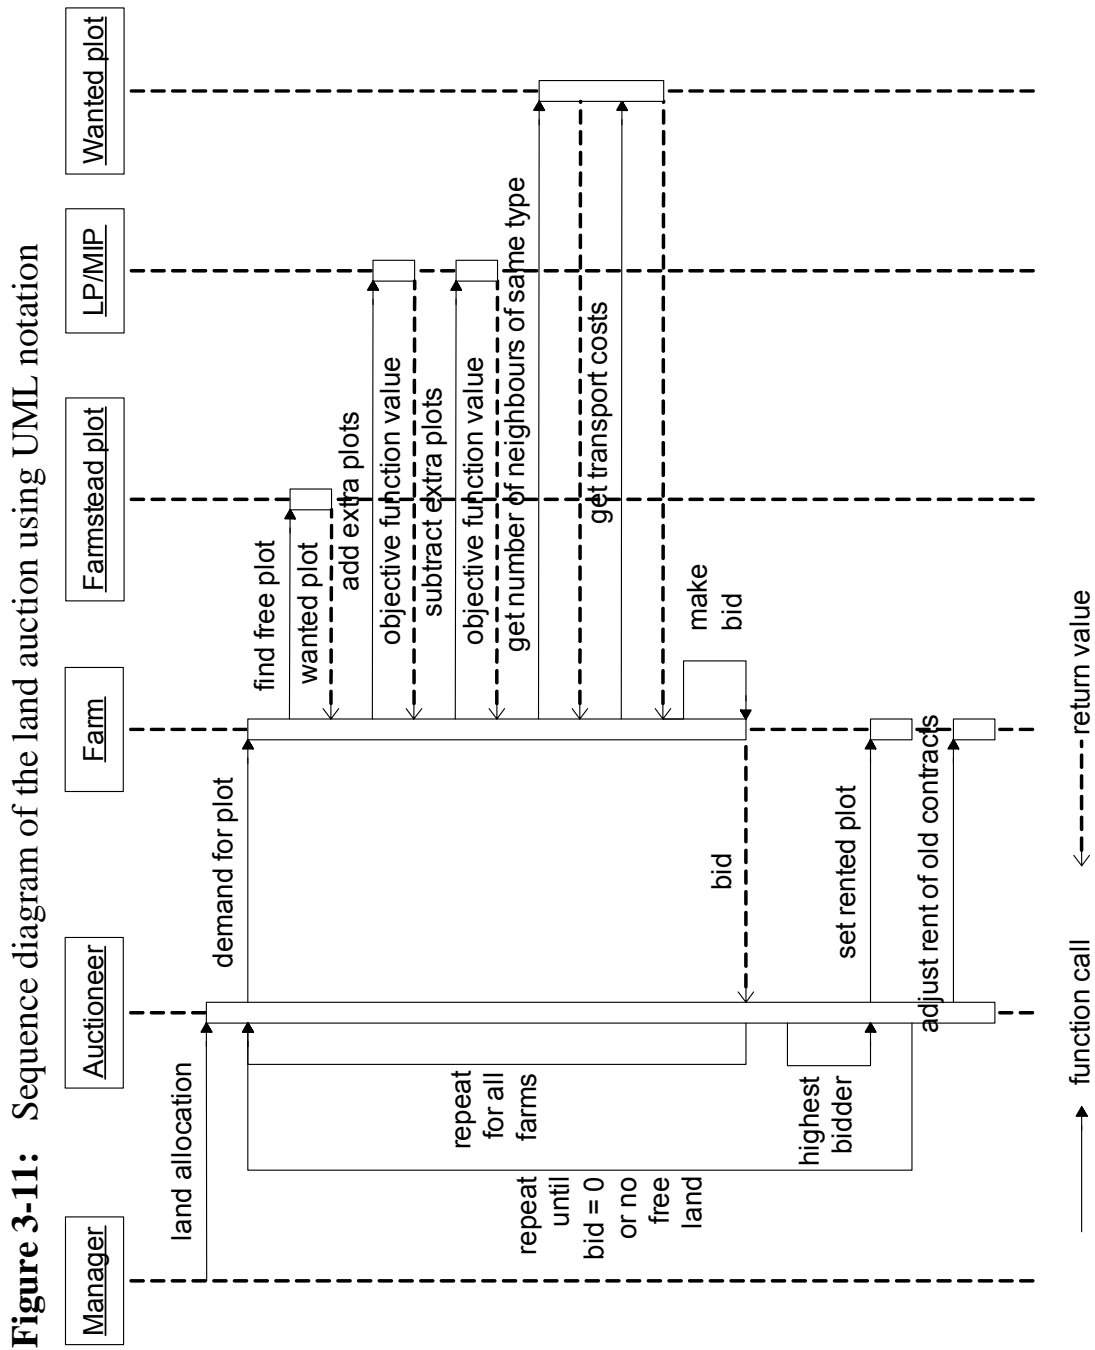 Figure 3-11: Sequence diagram of the land auction using UML notation
Manager
Auctioneer
Farm
Farmstead plot
LP/MIP
Wanted plot
land allocation
demand for plot
find free plot
wanted plot
add extra plots
objective function value
subtract extra plots
objective function value
get number of neighbours of same type
get transport costs
make
bid
bid
repeat
for all
farms
highest
bidder
set rented plot
adjust rent of old contracts
repeat
until
bid = 0
or no
free
land
function call
return value